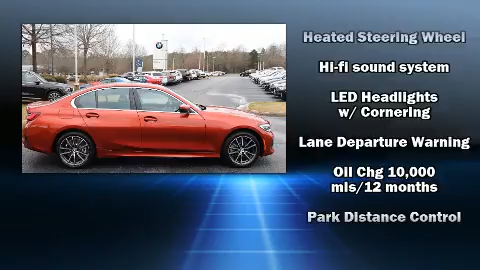 Heated Steering Wheel
Hi-fi sound system
LED Headlights
w/ Cornering
Lane Departure Warning
Oil Chg 10,000
mls/12 months
Park Distance Control